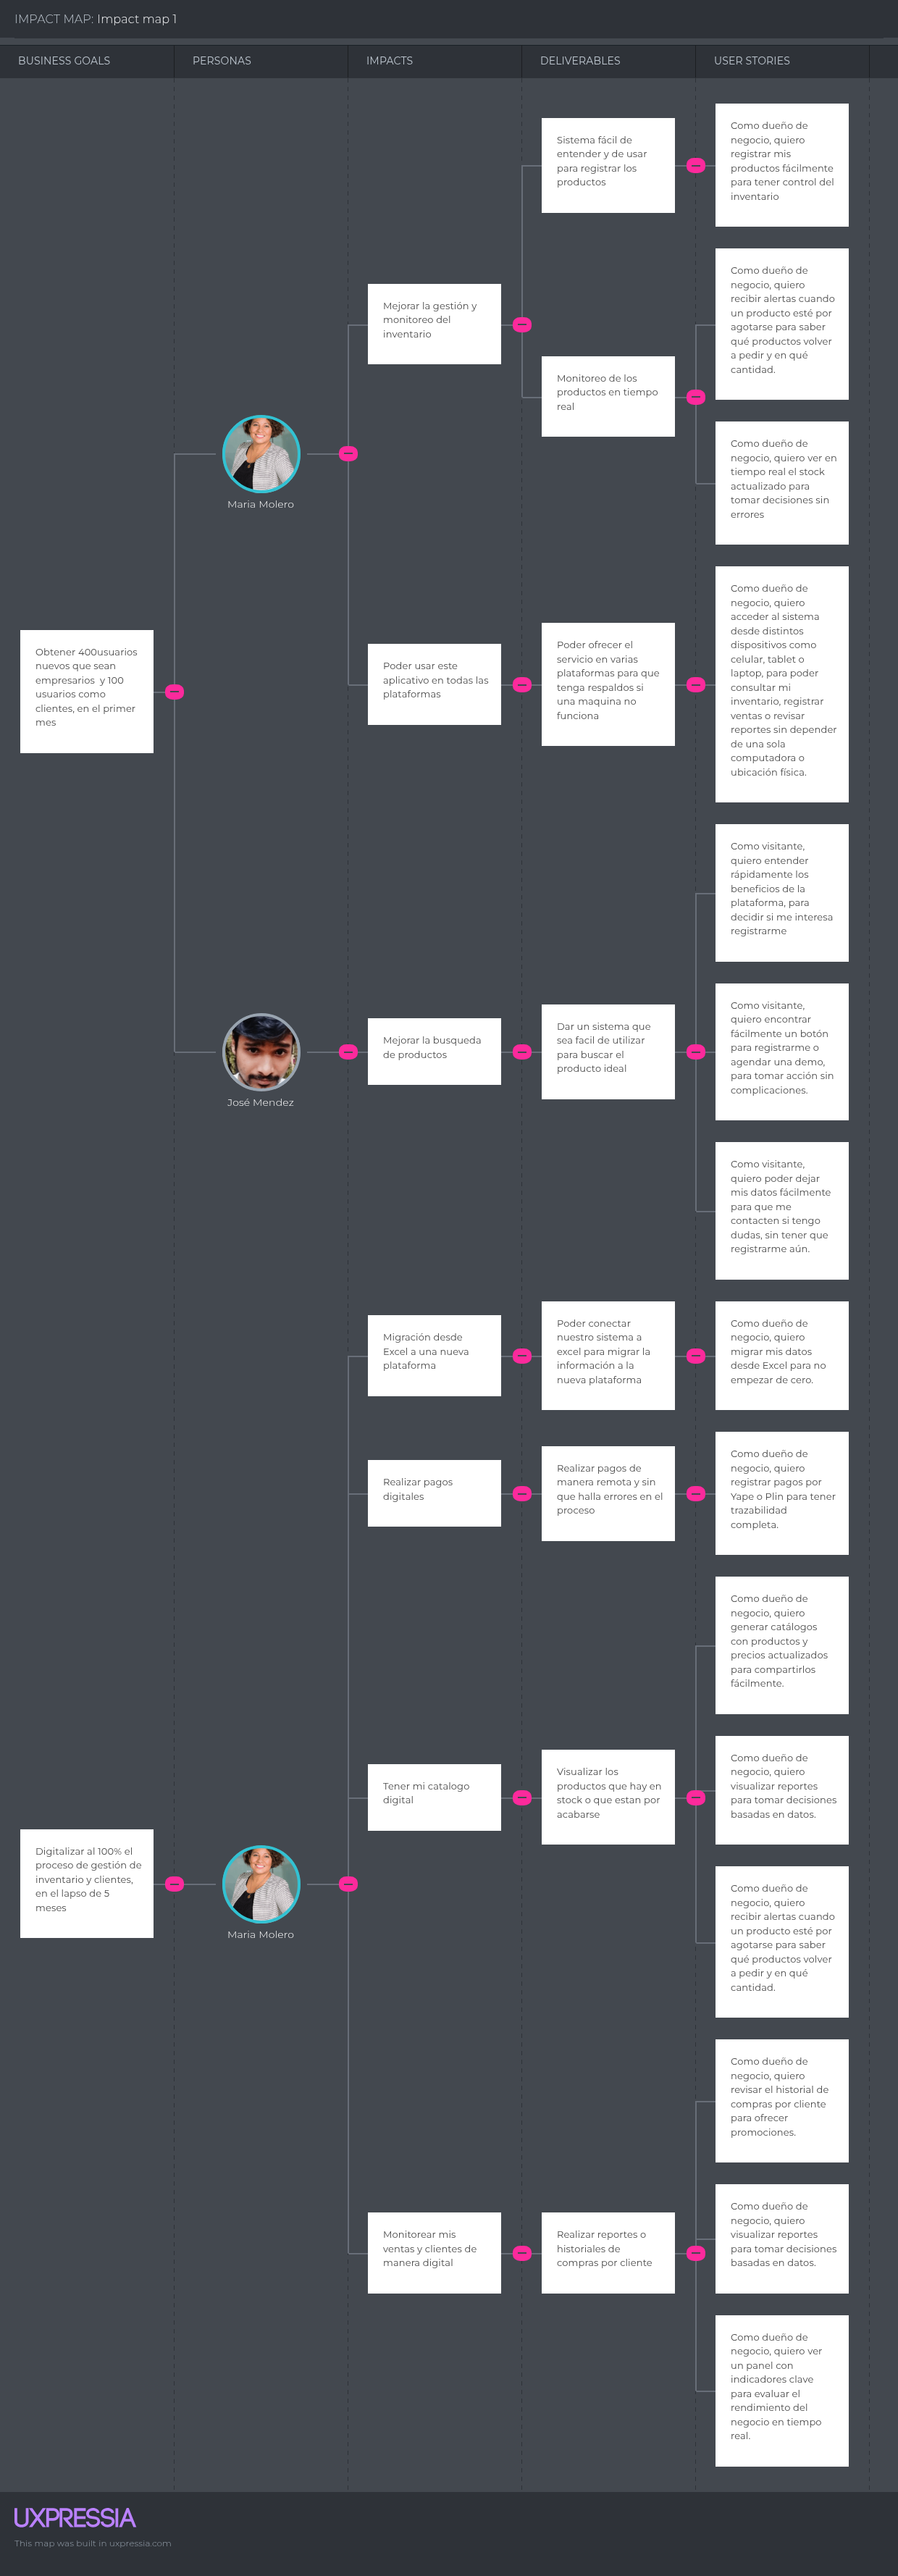 IMPACT MAP: Impact map 1
BUSINESS GOALS
PERSONAS
IMPACTS
DELIVERABLES
USER STORIES
Obtener 400usuarios
nuevos que sean
empresarios y 100
usuarios como
clientes, en el primer
mes
Maria Molero
Mejorar la gestión y
monitoreo del
inventario
Sistema fácil de
entender y de usar
para registrar los
productos
Como dueño de
negocio, quiero
registrar mis
productos fácilmente
para tener control del
inventario
Monitoreo de los
productos en tiempo
real
Como dueño de
negocio, quiero
recibir alertas cuando
un producto esté por
agotarse para saber
qué productos volver
a pedir y en qué
cantidad.
Como dueño de
negocio, quiero ver en
tiempo real el stock
actualizado para
tomar decisiones sin
errores
Poder usar este
aplicativo en todas las
plataformas
Poder ofrecer el
servicio en varias
plataformas para que
tenga respaldos si
una maquina no
funciona
Como dueño de
negocio, quiero
acceder al sistema
desde distintos
dispositivos como
celular, tablet o
laptop, para poder
consultar mi
inventario, registrar
ventas o revisar
reportes sin depender
de una sola
computadora o
ubicación física.
José Mendez
Mejorar la busqueda
de productos
Dar un sistema que
sea facil de utilizar
para buscar el
producto ideal
Como visitante,
quiero entender
rápidamente los
beneficios de la
plataforma, para
decidir si me interesa
registrarme
Como visitante,
quiero encontrar
fácilmente un botón
para registrarme o
agendar una demo,
para tomar acción sin
complicaciones.
Como visitante,
quiero poder dejar
mis datos fácilmente
para que me
contacten si tengo
dudas, sin tener que
registrarme aún.
Digitalizar al 100% el
proceso de gestión de
inventario y clientes,
en el lapso de 5
meses
Maria Molero
Migración desde
Excel a una nueva
plataforma
Poder conectar
nuestro sistema a
excel para migrar la
información a la
nueva plataforma
Como dueño de
negocio, quiero
migrar mis datos
desde Excel para no
empezar de cero.
Realizar pagos
digitales
Realizar pagos de
manera remota y sin
que halla errores en el
proceso
Como dueño de
negocio, quiero
registrar pagos por
Yape o Plin para tener
trazabilidad
completa.
Tener mi catalogo
digital
Visualizar los
productos que hay en
stock o que estan por
acabarse
Como dueño de
negocio, quiero
generar catálogos
con productos y
precios actualizados
para compartirlos
fácilmente.
Como dueño de
negocio, quiero
visualizar reportes
para tomar decisiones
basadas en datos.
Como dueño de
negocio, quiero
recibir alertas cuando
un producto esté por
agotarse para saber
qué productos volver
a pedir y en qué
cantidad.
Monitorear mis
ventas y clientes de
manera digital
Realizar reportes o
historiales de
compras por cliente
Como dueño de
negocio, quiero
revisar el historial de
compras por cliente
para ofrecer
promociones.
Como dueño de
negocio, quiero
visualizar reportes
para tomar decisiones
basadas en datos.
Como dueño de
negocio, quiero ver
un panel con
indicadores clave
para evaluar el
rendimiento del
negocio en tiempo
real.
UXPRESSIA
This map was built in uxpressia.com